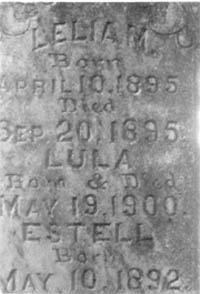 LELIA M.
Born
APRIL 10. 1895
Died
SEP 20. 1895.
LULA
Born & Died
MAY 19. 1900.
ESTELL
Born
MAY 10. 1892.